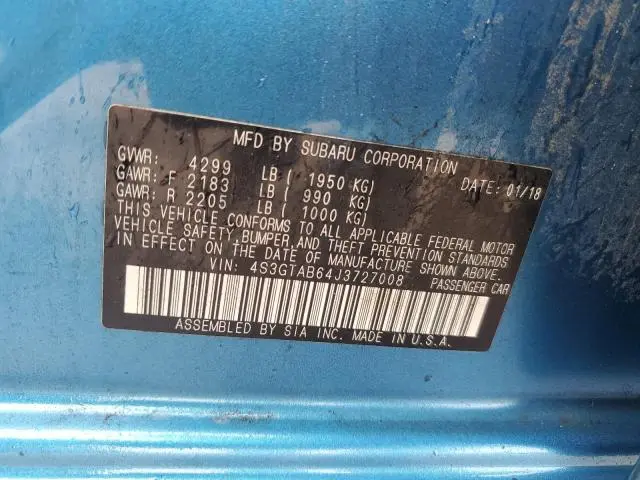 MFD BY SUBARU CORPORATION
GVWR: 4299 LB ( 1950 KG) DATE: 01/18
GAWR: F 2183 LB ( 990 KG)
GAWR: R 2205 LB ( 1000 KG)
THIS VEHICLE CONFORMS TO ALL APPLICABLE FEDERAL MOTOR
VEHICLE SAFETY, BUMPER, AND THEFT PREVENTION STANDARDS
IN EFFECT ON THE DATE OF MANUFACTURE SHOWN ABOVE.
VIN: 4S3GTAB64J3727008 PASSENGER CAR
ASSEMBLED BY SIA INC. MADE IN U.S.A.